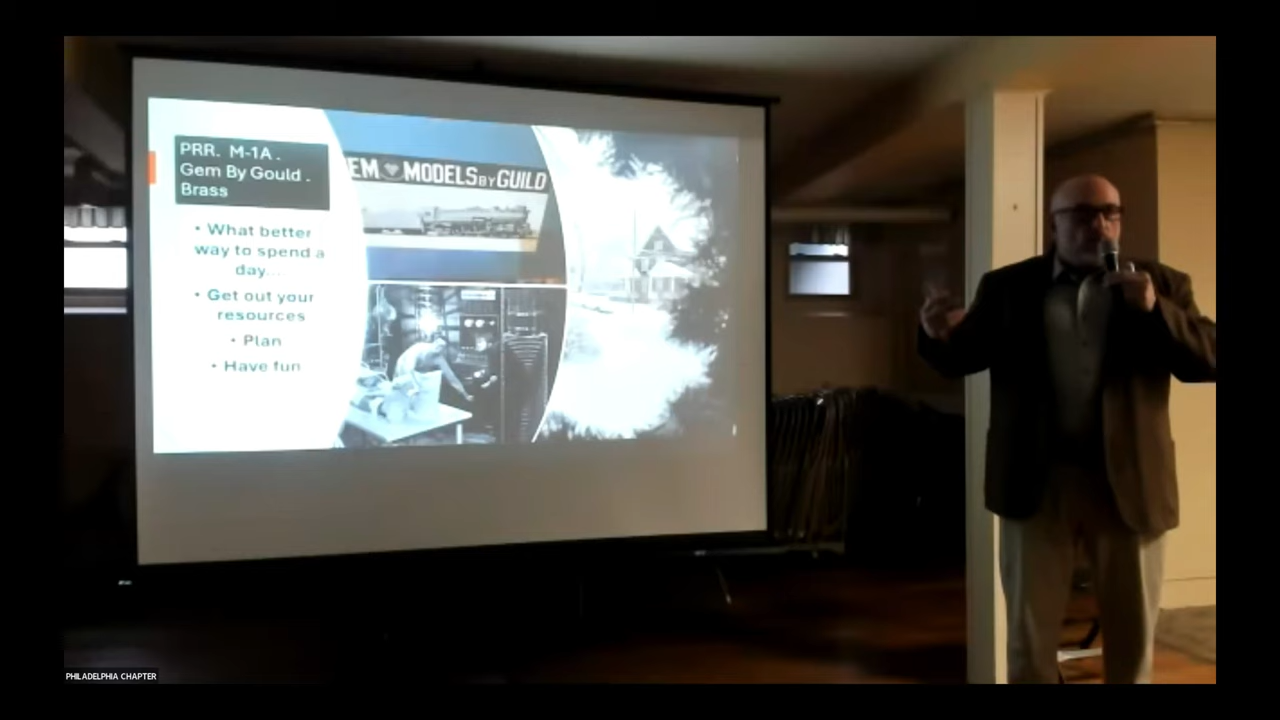 PRR. M-1A .
Gem By Gould .
Brass
• What better
way to spend a
day....
• Get out your
resources
• Plan
• Have fun
EM MODELS BY GUILD
PHILADELPHIA CHAPTER